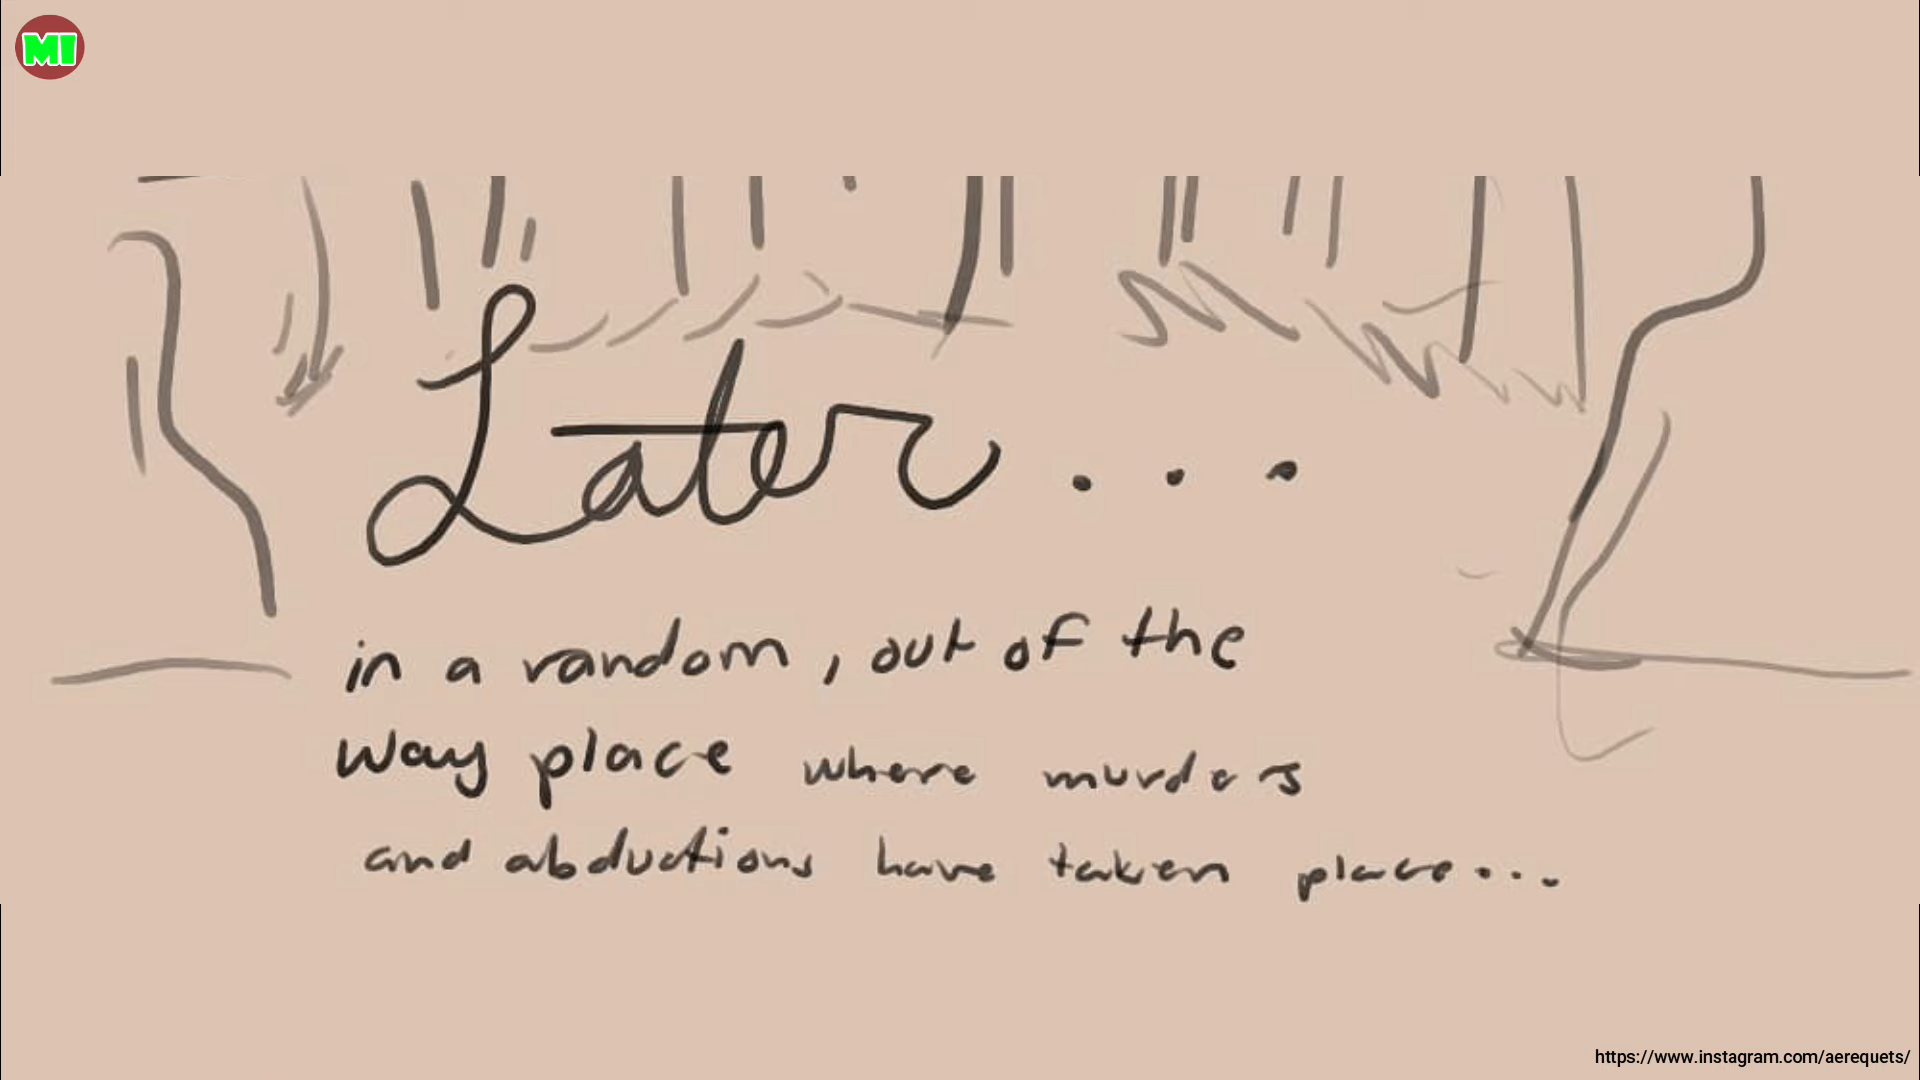 MI
Later...
in a random, out of the
way place where murders
and abductions have taken place...
https://www.instagram.com/aerequets/